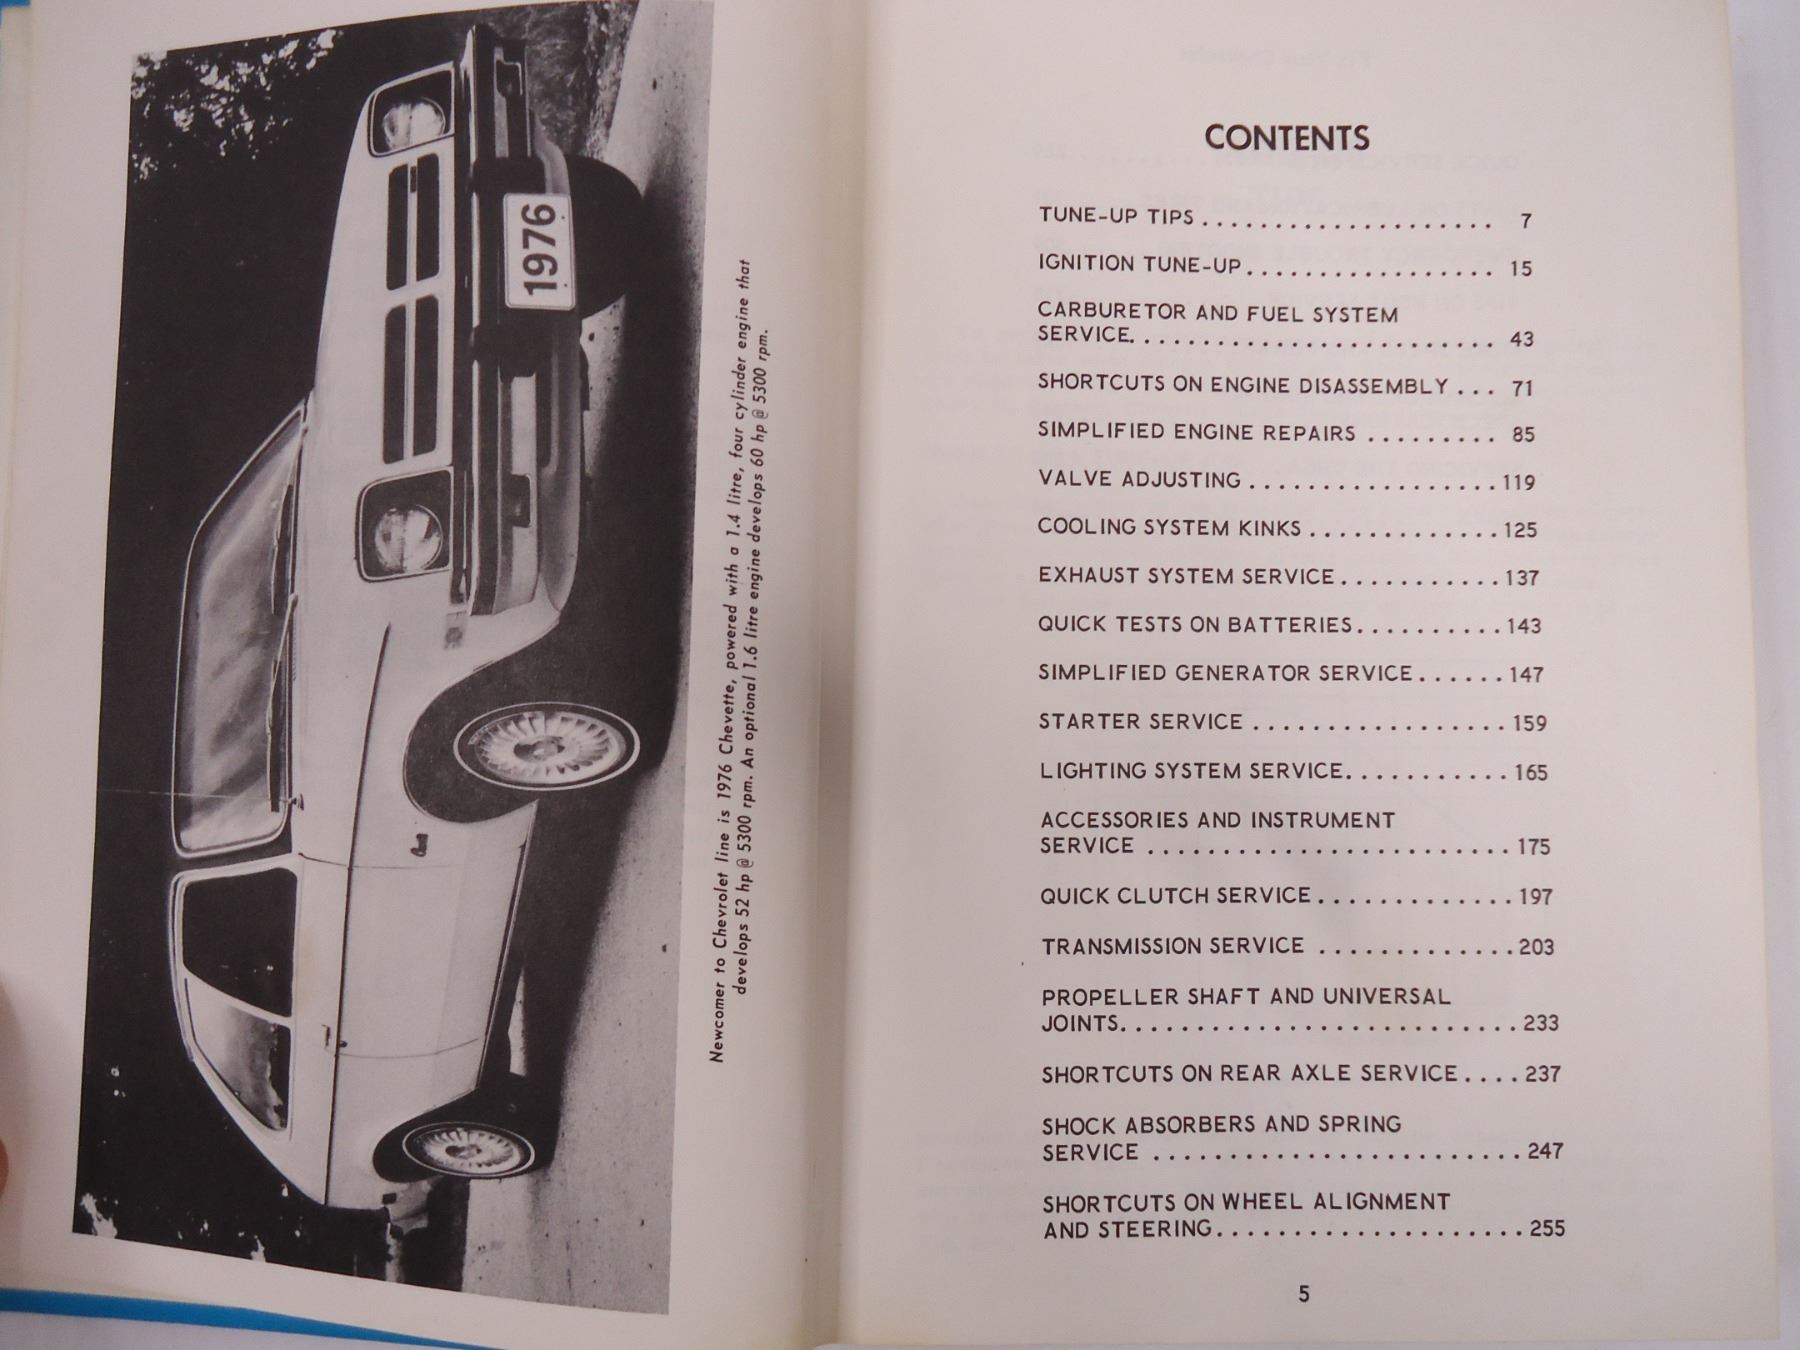 1976
Newcomer to Chevrolet line is 1976 Chevette, powered with a 1.4 litre, four cylinder engine that
develops 52 hp @ 5300 rpm. An optional 1.6 litre engine develops 60 hp @ 5300 rpm.
CONTENTS
TUNE-UP TIPS.................... 7
IGNITION TUNE-UP................. 15
CARBURETOR AND FUEL SYSTEM
SERVICE......................... 43
SHORTCUTS ON ENGINE DISASSEMBLY... 71
SIMPLIFIED ENGINE REPAIRS ......... 85
VALVE ADJUSTING.................119
COOLING SYSTEM KINKS.............125
EXHAUST SYSTEM SERVICE...........137
QUICK TESTS ON BATTERIES..........143
SIMPLIFIED GENERATOR SERVICE......147
STARTER SERVICE.................159
LIGHTING SYSTEM SERVICE...........165
ACCESSORIES AND INSTRUMENT
SERVICE .........................175
QUICK CLUTCH SERVICE.............197
TRANSMISSION SERVICE .............203
PROPELLER SHAFT AND UNIVERSAL
JOINTS...........................233
SHORTCUTS ON REAR AXLE SERVICE....237
SHOCK ABSORBERS AND SPRING
SERVICE .........................247
SHORTCUTS ON WHEEL ALIGNMENT
AND STEERING.....................255
5